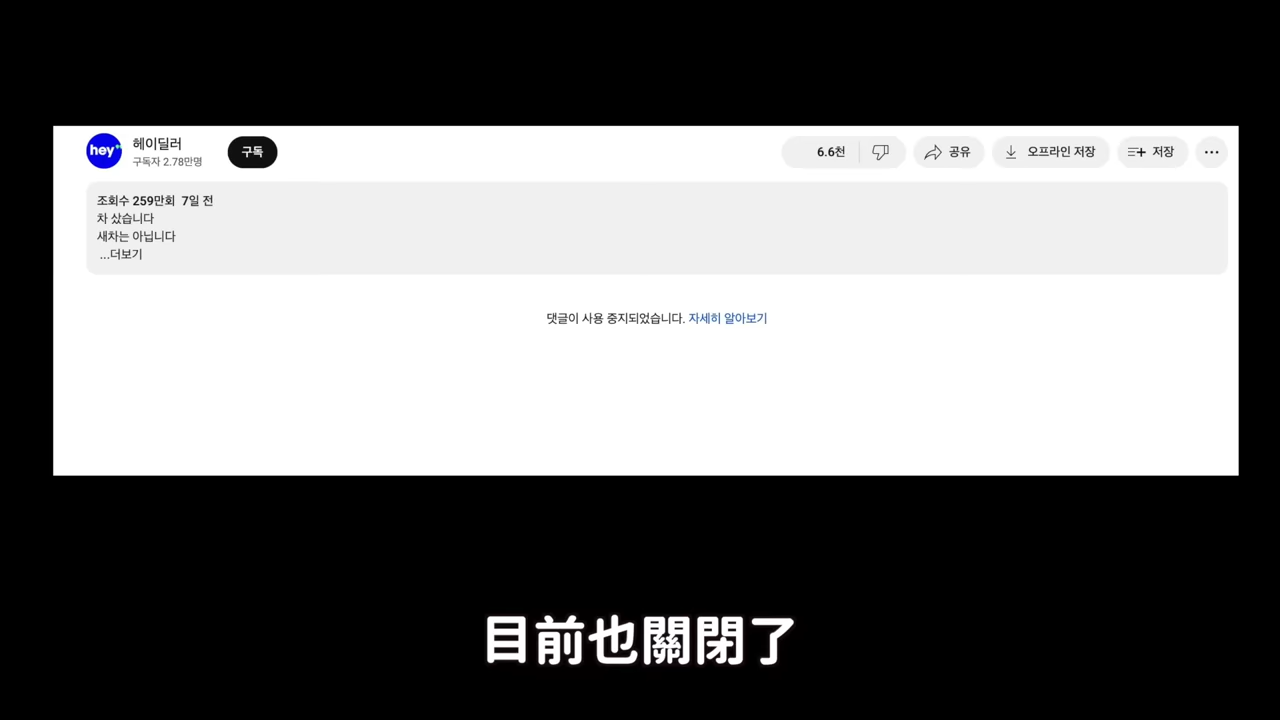 hey
헤이딜러
구독자 2.78만명
구독
6.6천
공유
오프라인 저장
저장
조회수 259만회 7일 전
차 샀습니다
새차는 아닙니다
...더보기
댓글이 사용 중지되었습니다. 자세히 알아보기
目前也關閉了